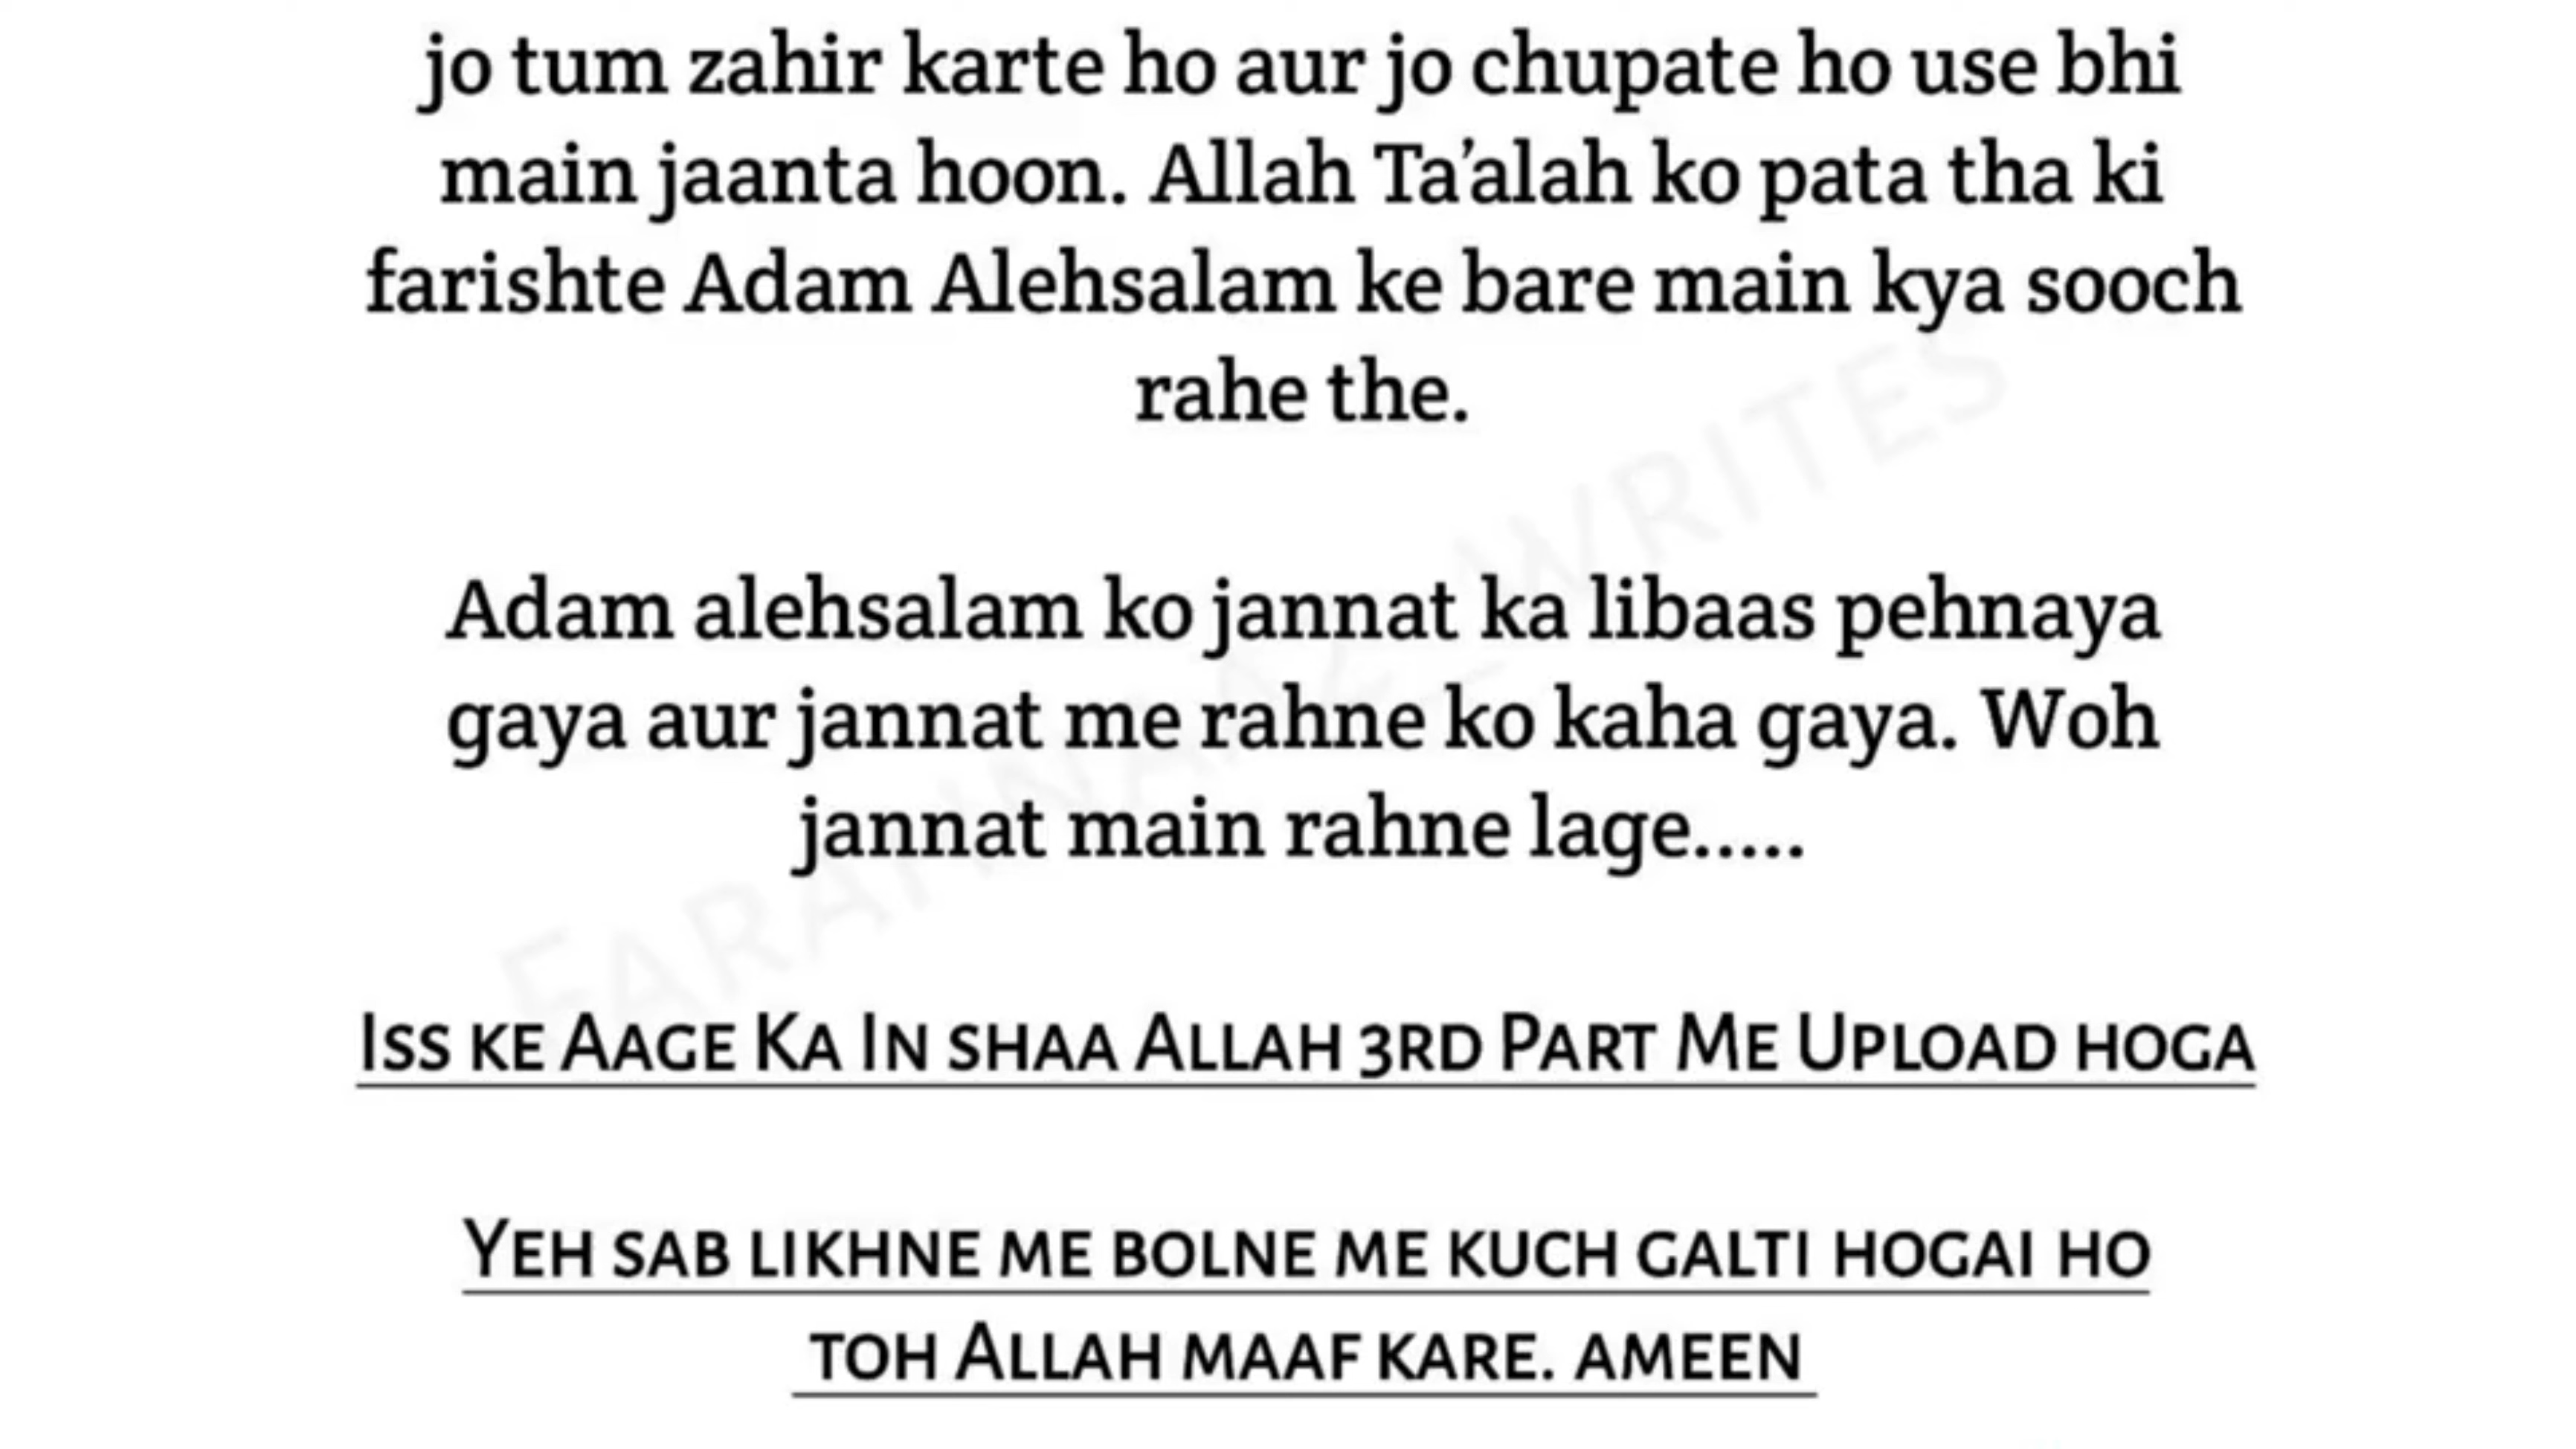 jo tum zahir karte ho aur jo chupate ho use bhi
main jaanta hoon. Allah Ta’alah ko pata tha ki
farishte Adam Alehsalam ke bare main kya sooch
rahe the.
Adam alehsalam ko jannat ka libaas pehnaya
gaya aur jannat me rahne ko kaha gaya. Woh
jannat main rahne lage.....
Iss ke Aage Ka In shaa Allah 3rd Part Me Upload hoga
Yeh sab likhne me bolne me kuch galti hogai ho
toh Allah maaf kare. ameen
FARAHNAAZ_WRITES